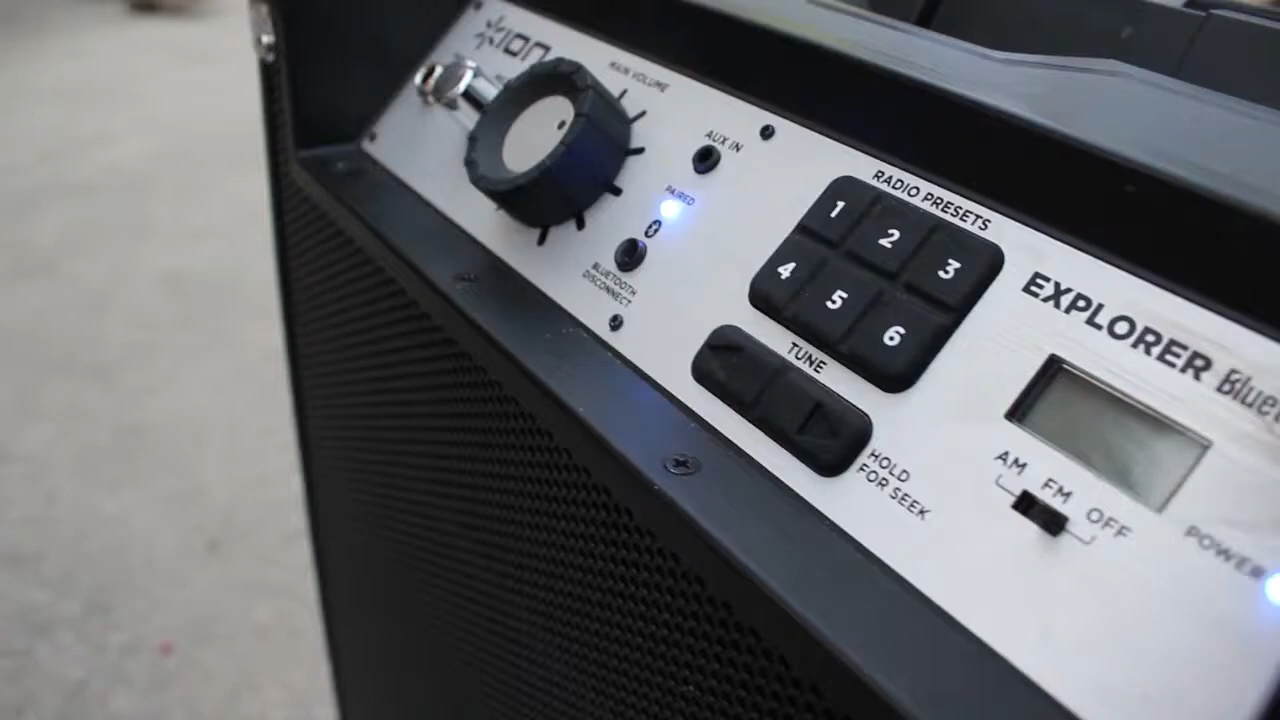 ION
MAIN VOLUME
AUX IN
PAIRED
BLUETOOTH
DISCONNECT
RADIO PRESETS
1 2 3
4 5 6
TUNE
HOLD
FOR SEEK
EXPLORER Blue
AM FM OFF
POWER